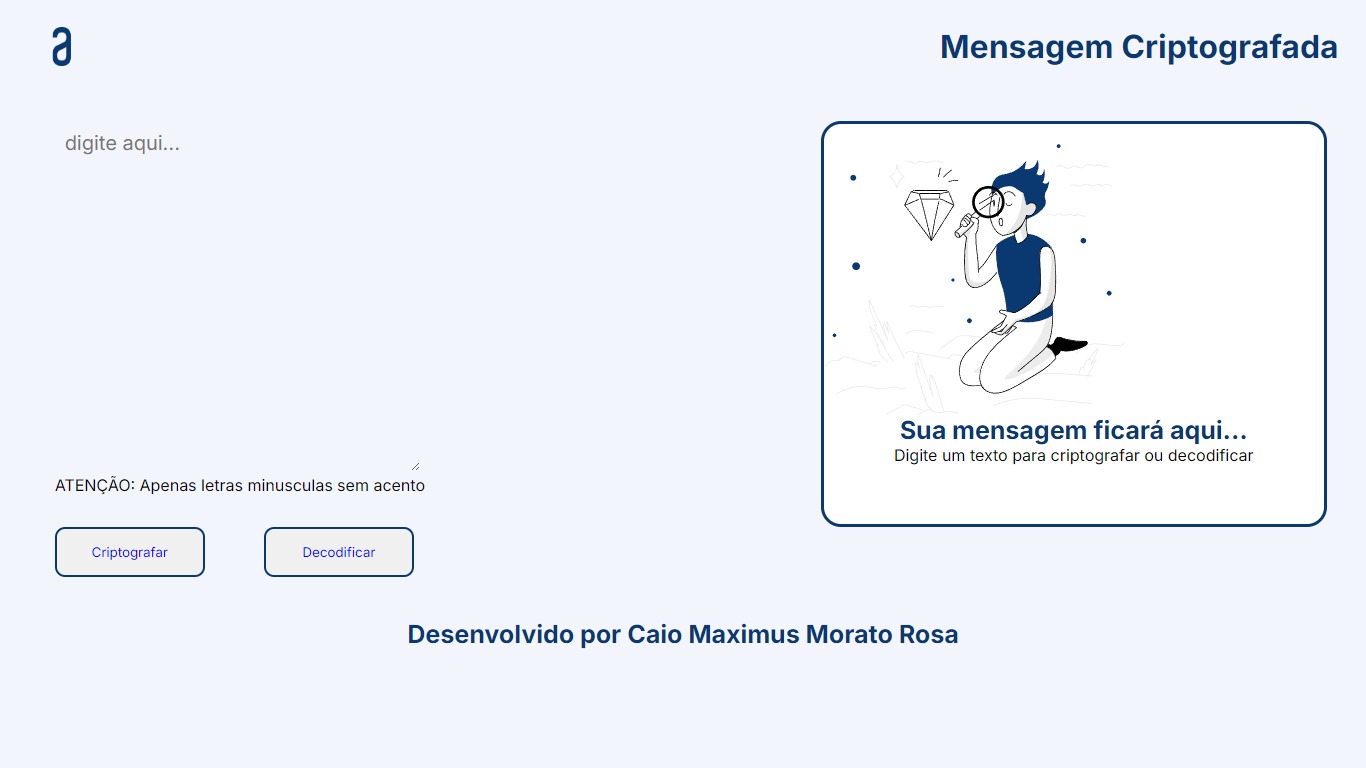 Mensagem Criptografada
digite aqui...
Sua mensagem ficará aqui...
Digite um texto para criptografar ou decodificar
ATENÇÃO: Apenas letras minusculas sem acento
Criptografar
Decodificar
Desenvolvido por Caio Maximus Morato Rosa